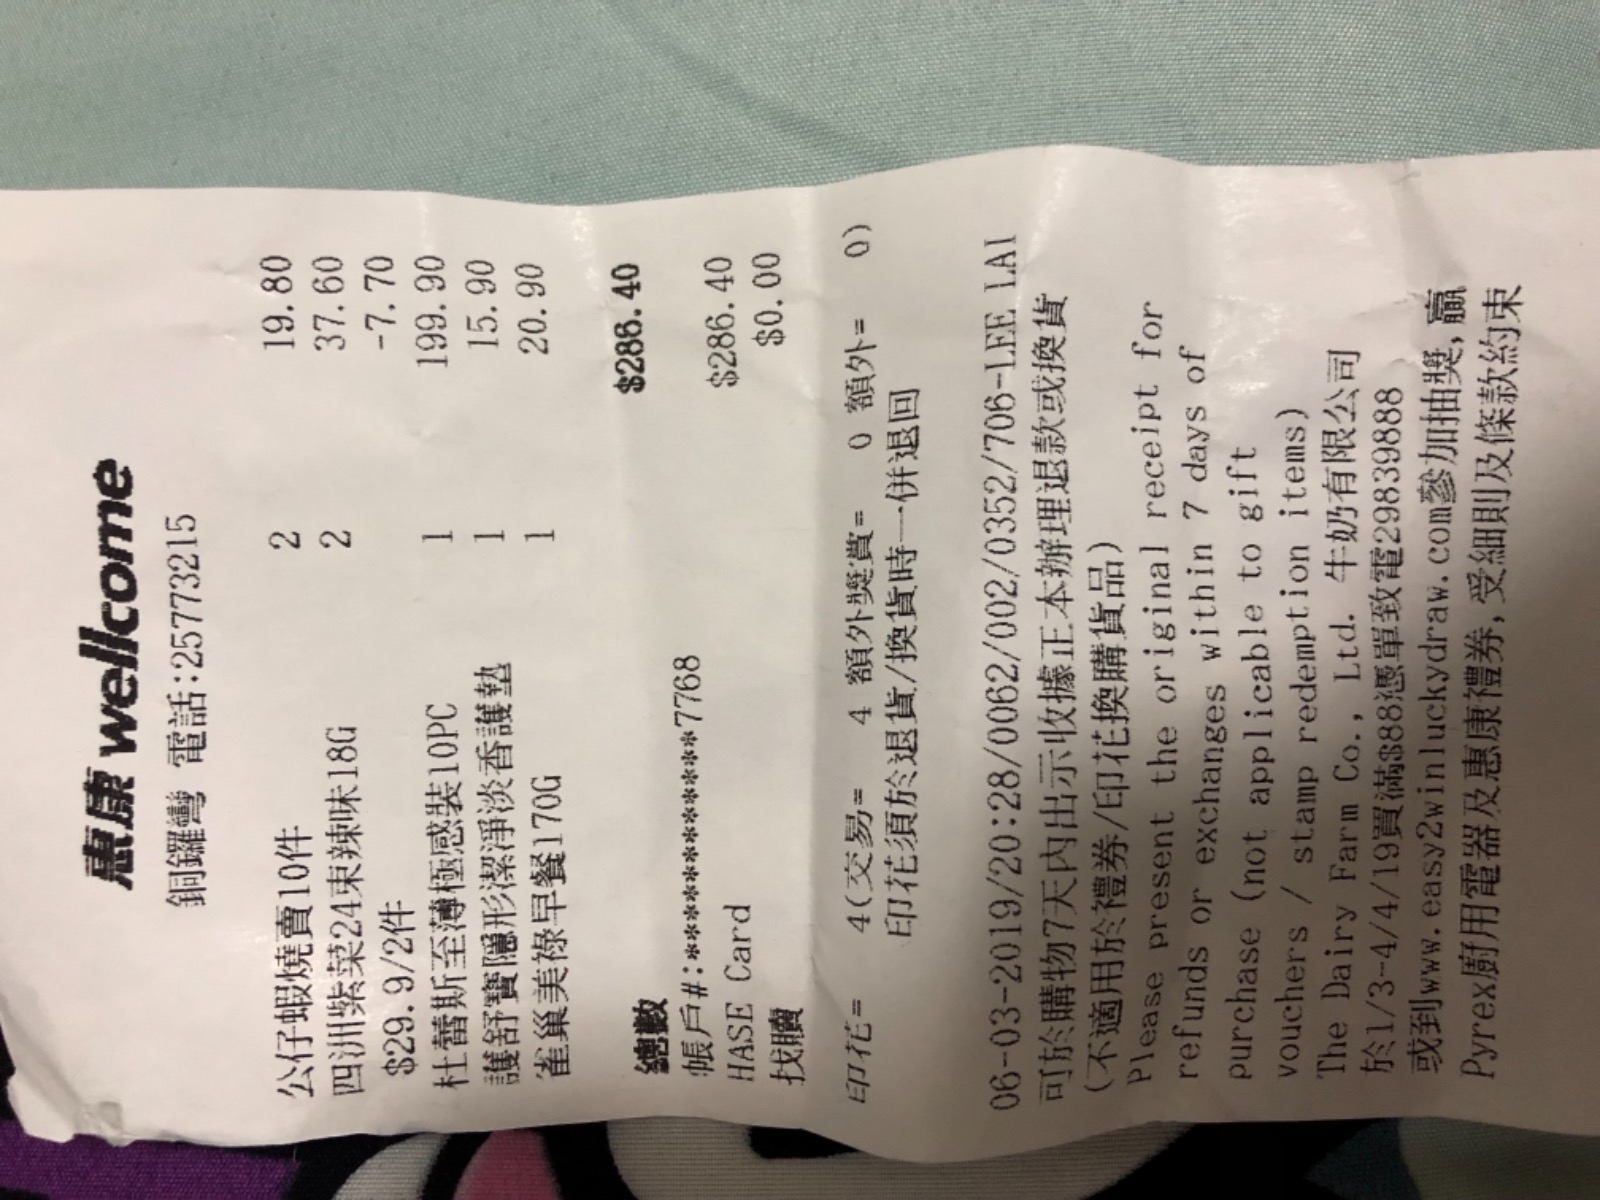 惠康 wellcome
銅鑼灣 電話:25773215
公仔蝦燒賣10件 2 19.80
四洲紫菜24束辣味18G 2 37.60
$29.9/2件 -7.70
杜蕾斯至薄極感裝10PC 1 199.90
護舒寶隱形潔淨淡香護墊 1 15.90
雀巢美祿早餐170G 1 20.90
總數 $286.40
帳戶#:************7768
HASE Card $286.40
找贖 $0.00
印花= 4(交易= 4 額外獎賞= 0 額外= 0)
印花須於退貨/換貨時一併退回
06-03-2019/20:28/0062/002/0352/706-LEE LAI
可於購物7天內出示收據正本辦理退款或換貨
(不適用於禮券/印花換購貨品)
Please present the original receipt for
refunds or exchanges within 7 days of
purchase (not applicable to gift
vouchers / stamp redemption items)
The Dairy Farm Co., Ltd. 牛奶有限公司
於1/3-4/4/19買滿$88憑單致電29839888
或到www.easy2winluckydraw.com參加抽獎,贏
Pyrex廚用電器及惠康禮券,受細則及條款約束